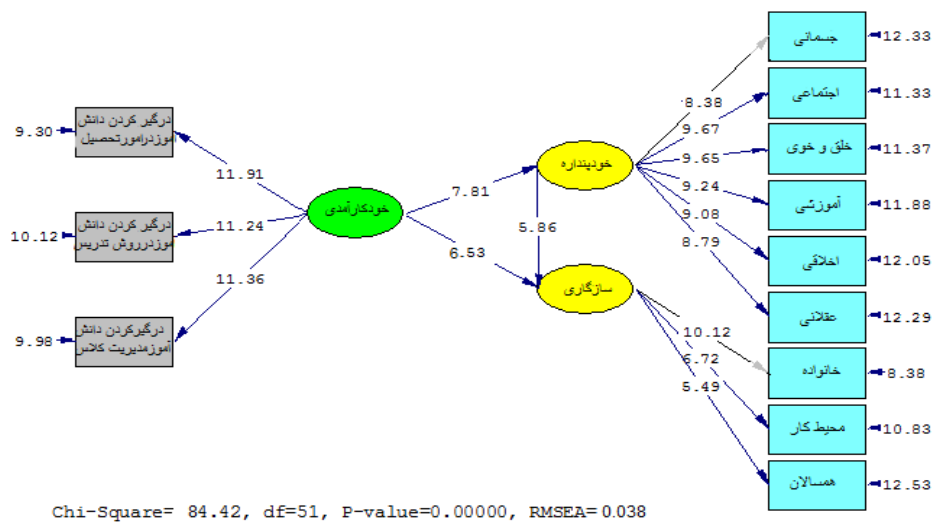 جسمانی
12.33
8.38
اجتماعی
11.33
9.67
درگیر کردن دانش
آموزدرامورتحصیل
9.30
خلق و خوی
11.37
9.65
خودپنداره
11.91
7.81
آموزشی
11.88
9.24
خودکارآمدی
درگیر کردن دانش
آموزدرروش تدریس
10.12
11.24
5.86
9.08
اخلاقی
12.05
6.53
8.79
11.36
سازگاری
عقلانی
12.29
درگیرکردن دانش
آموزمدیریت کلاس
9.98
10.12
6.72
5.49
خانواده
8.38
محیط کار
10.83
همسالان
12.53
Chi-Square= 84.42, df=51, P-value=0.00000, RMSEA=0.038